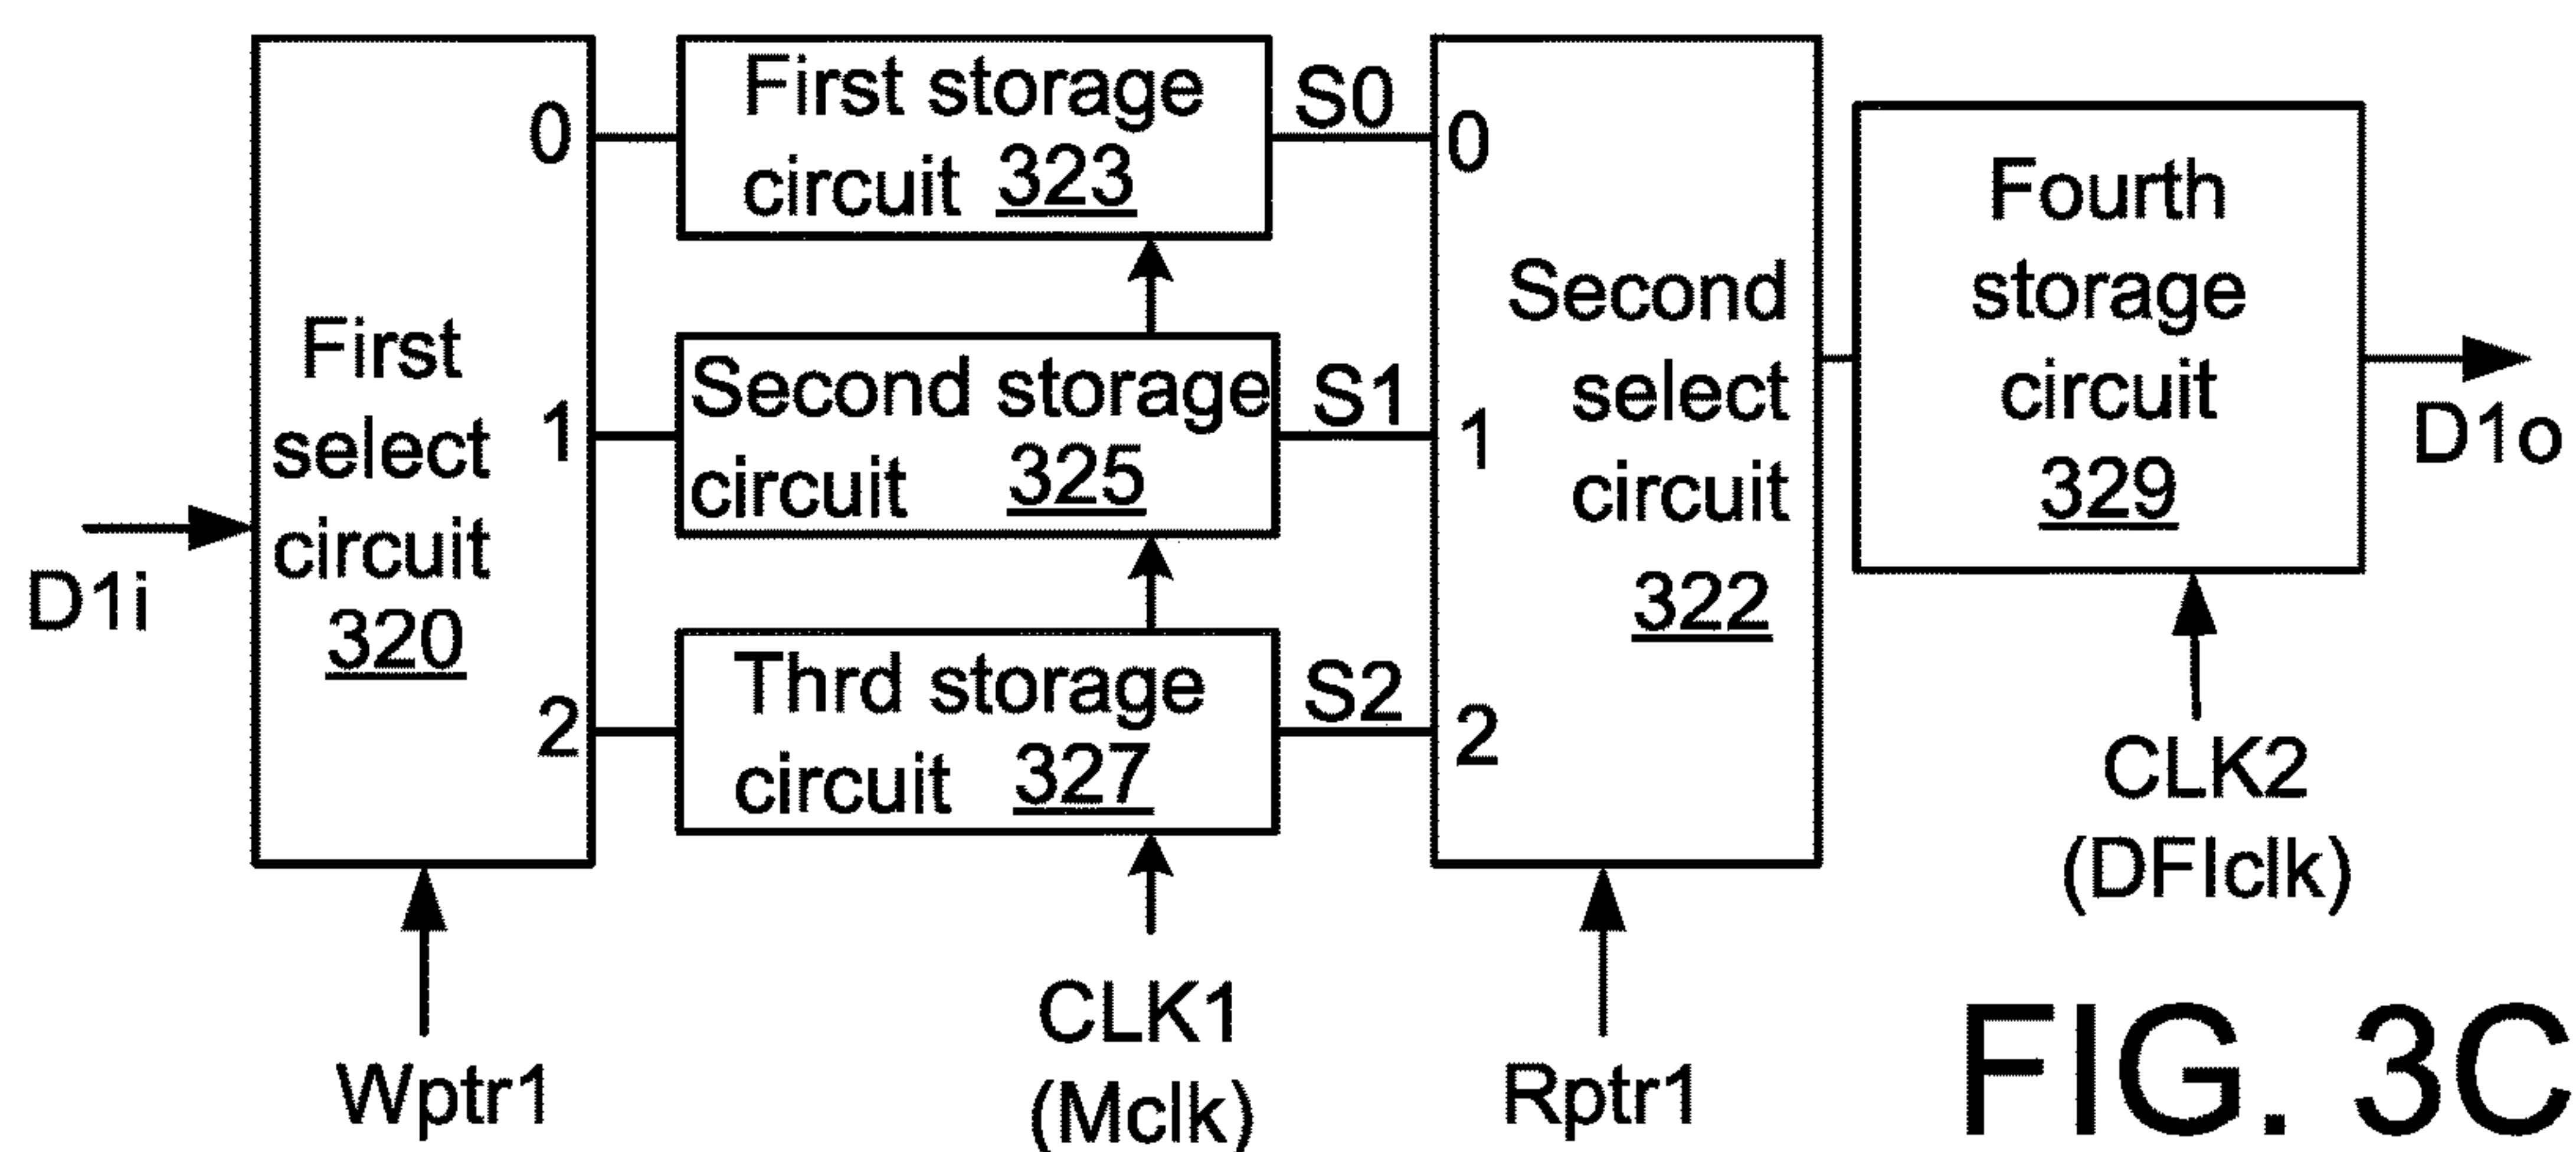 First storage
circuit 323
S0
0
0
Fourth
storage
circuit
329
First
select
circuit
320
Second storage
circuit 325
S1
1
1
Second
select
circuit
322
D1i
D1o
Thrd storage
circuit 327
S2
2
2
CLK2
(DFIclk)
Wptr1
CLK1
(Mclk)
Rptr1
FIG. 3C